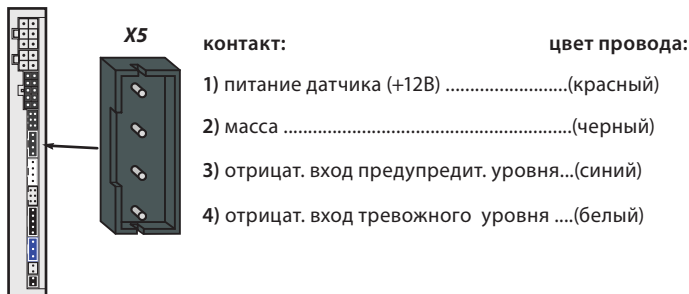 X5
контакт: цвет провода:
1) питание датчика (+12В) .........................(красный)
2) масса ...........................................................(черный)
3) отрицат. вход предупредит. уровня...(синий)
4) отрицат. вход тревожного уровня ....(белый)